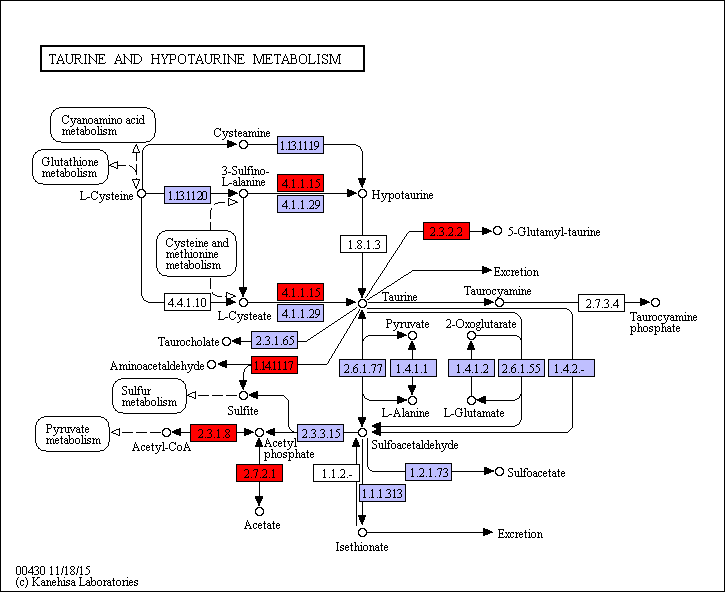 TAURINE AND HYPOTAURINE METABOLISM
Cyanoamino acid
metabolism
Glutathione
metabolism
Cysteamine
1.13.11.19
3-Sulfino-
L-alanine
4.1.1.15
4.1.1.29
L-Cysteine
1.13.11.20
Hypotaurine
Cysteine and
methionine
metabolism
1.8.1.3
2.3.2.2
5-Glutamyl-taurine
Excretion
4.4.1.10
L-Cysteate
4.1.1.15
4.1.1.29
Taurine
Taurocyamine
2.7.3.4
Taurocyamine
phosphate
Taurocholate
2.3.1.65
Pyruvate
2-Oxoglutarate
Aminoacetaldehyde
1.14.11.17
2.6.1.77
1.4.1.1
1.4.1.2
2.6.1.55
1.4.2.-
Sulfur
metabolism
Sulfite
L-Alanine
L-Glutamate
Pyruvate
metabolism
Acetyl-CoA
2.3.1.8
Acetyl
phosphate
2.3.3.15
Sulfoacetaldehyde
2.7.2.1
1.1.2.-
1.2.1.73
Sulfoacetate
1.1.1.313
Acetate
Isethionate
Excretion
00430 11/18/15
(c) Kanehisa Laboratories